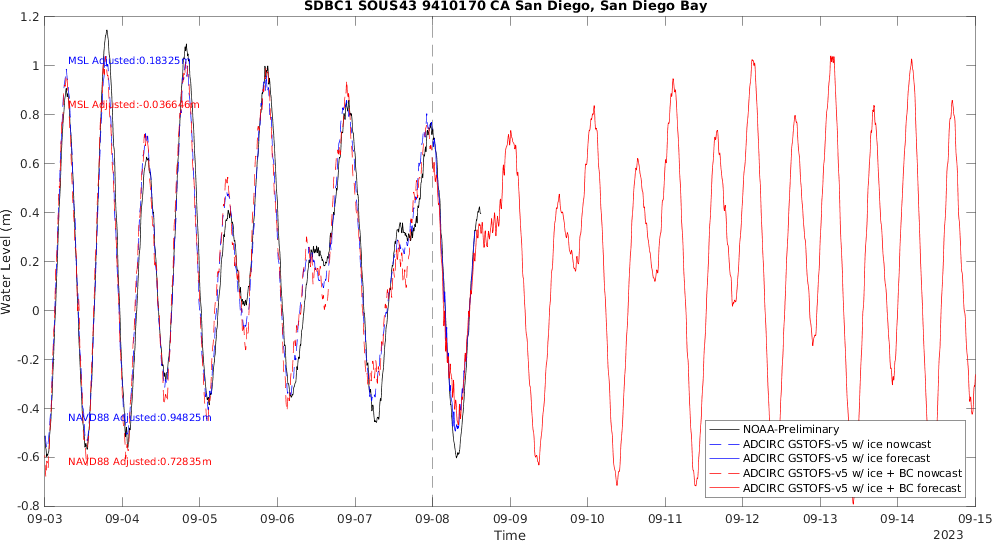 SDBC1 SOUS43 9410170 CA San Diego, San Diego Bay
1.2
1
0.8
0.6
0.4
0.2
0
-0.2
-0.4
-0.6
-0.8
Water Level (m)
MSL Adjusted:0.18325m
MSL Adjusted:-0.036646m
NAVD88 Adjusted:0.94825m
NAVD88 Adjusted:0.72835m
NOAA-Preliminary
ADCIRC GSTOFS-v5 w/ ice nowcast
ADCIRC GSTOFS-v5 w/ ice forecast
ADCIRC GSTOFS-v5 w/ ice + BC nowcast
ADCIRC GSTOFS-v5 w/ ice + BC forecast
09-03 09-04 09-05 09-06 09-07 09-08 09-09 09-10 09-11 09-12 09-13 09-14 09-15
Time
2023